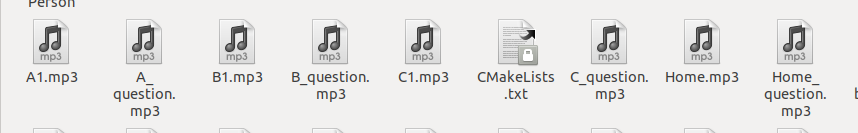 Person
mp3 mp3 mp3 mp3 mp3 mp3 mp3 mp3
A1.mp3 A_ B1.mp3 B_question. C1.mp3 CMakeLists C_question. Home.mp3 Home_
question. mp3 .txt mp3 question.
mp3 mp3